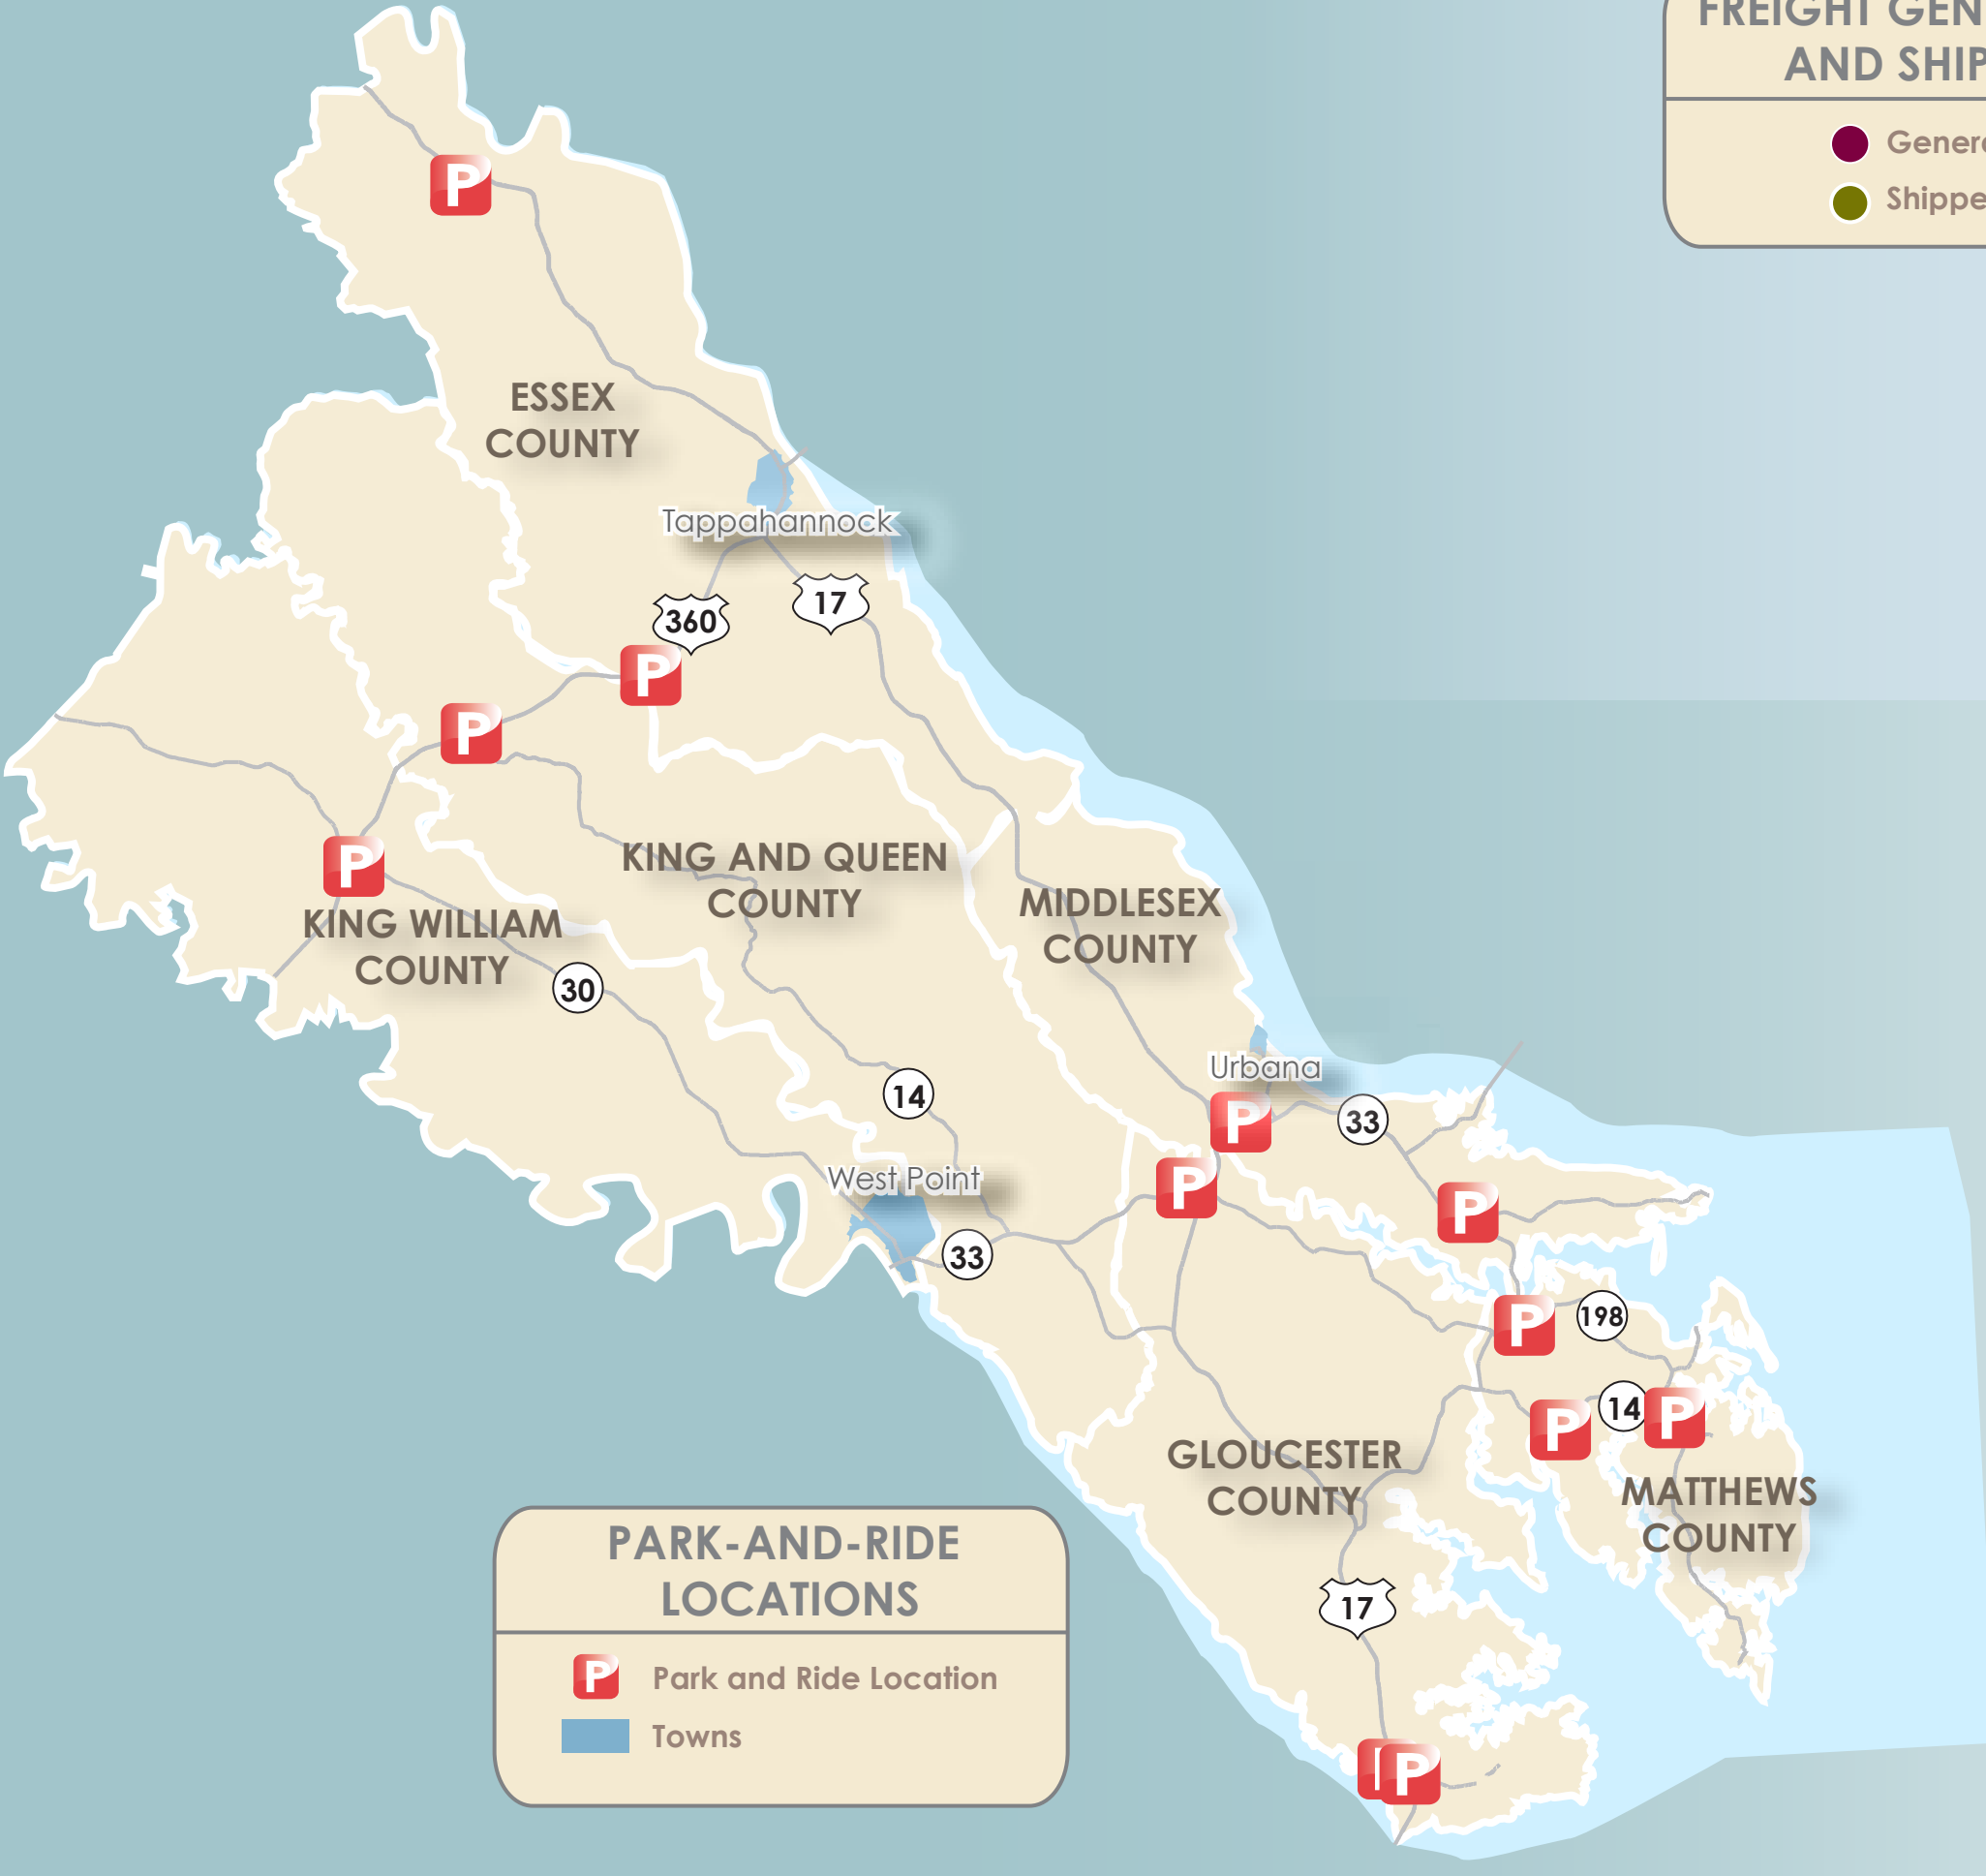 FREIGHT GEN
AND SHIP
Genera
Shippe
P
ESSEX
COUNTY
Tappahannock
360
17
P
P
P
KING AND QUEEN
COUNTY
KING WILLIAM
COUNTY
MIDDLESEX
COUNTY
30
14
Urbana
P
33
West Point
P
P
33
P
198
P
14
P
GLOUCESTER
COUNTY
MATTHEWS
COUNTY
17
P
PARK-AND-RIDE
LOCATIONS
P Park and Ride Location
Towns